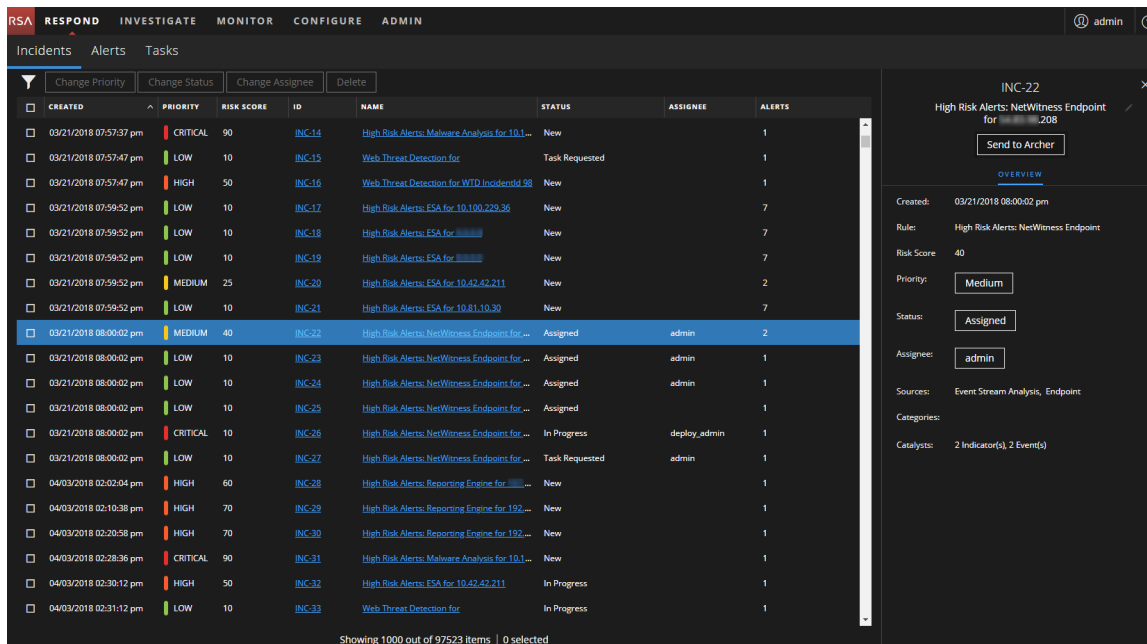 RSA RESPOND INVESTIGATE MONITOR CONFIGURE ADMIN admin
Incidents Alerts Tasks
Change Priority Change Status Change Assignee Delete
CREATED PRIORITY RISK SCORE ID NAME STATUS ASSIGNEE ALERTS
03/21/2018 07:57:37 pm CRITICAL 90 INC-14 High Risk Alerts: Malware Analysis for 10.1... New 1
03/21/2018 07:57:47 pm LOW 10 INC-15 Web Threat Detection for Task Requested 1
03/21/2018 07:57:47 pm HIGH 50 INC-16 Web Threat Detection for WTD IncidentId 98 New 1
03/21/2018 07:59:52 pm LOW 10 INC-17 High Risk Alerts: ESA for 10.100.229.36 New 7
03/21/2018 07:59:52 pm LOW 10 INC-18 High Risk Alerts: ESA for New 7
03/21/2018 07:59:52 pm LOW 10 INC-19 High Risk Alerts: ESA for New 7
03/21/2018 07:59:52 pm MEDIUM 25 INC-20 High Risk Alerts: ESA for 10.42.42.211 New 2
03/21/2018 07:59:52 pm LOW 10 INC-21 High Risk Alerts: ESA for 10.81.10.30 New 7
03/21/2018 08:00:02 pm MEDIUM 40 INC-22 High Risk Alerts: NetWitness Endpoint for ... Assigned admin 2
03/21/2018 08:00:02 pm LOW 10 INC-23 High Risk Alerts: NetWitness Endpoint for ... Assigned admin 1
03/21/2018 08:00:02 pm LOW 10 INC-24 High Risk Alerts: NetWitness Endpoint for ... Assigned admin 1
03/21/2018 08:00:02 pm LOW 10 INC-25 High Risk Alerts: NetWitness Endpoint for ... Assigned 1
03/21/2018 08:00:02 pm CRITICAL 10 INC-26 High Risk Alerts: NetWitness Endpoint for ... In Progress deploy_admin 1
03/21/2018 08:00:02 pm LOW 10 INC-27 High Risk Alerts: NetWitness Endpoint for ... Task Requested admin 1
04/03/2018 02:02:04 pm HIGH 60 INC-28 High Risk Alerts: Reporting Engine for ... New 1
04/03/2018 02:10:38 pm HIGH 70 INC-29 High Risk Alerts: Reporting Engine for 192.... New 1
04/03/2018 02:20:58 pm HIGH 70 INC-30 High Risk Alerts: Reporting Engine for 192.... New 1
04/03/2018 02:28:36 pm CRITICAL 90 INC-31 High Risk Alerts: Malware Analysis for 10.1... New 1
04/03/2018 02:30:12 pm HIGH 50 INC-32 High Risk Alerts: ESA for 10.42.42.211 In Progress 1
04/03/2018 02:31:12 pm LOW 10 INC-33 Web Threat Detection for In Progress 1
Showing 1000 out of 97523 items | 0 selected
INC-22
High Risk Alerts: NetWitness Endpoint
for .208
Send to Archer
OVERVIEW
Created: 03/21/2018 08:00:02 pm
Rule: High Risk Alerts: NetWitness Endpoint
Risk Score 40
Priority: Medium
Status: Assigned
Assignee: admin
Sources: Event Stream Analysis, Endpoint
Categories:
Catalysts: 2 Indicator(s), 2 Event(s)